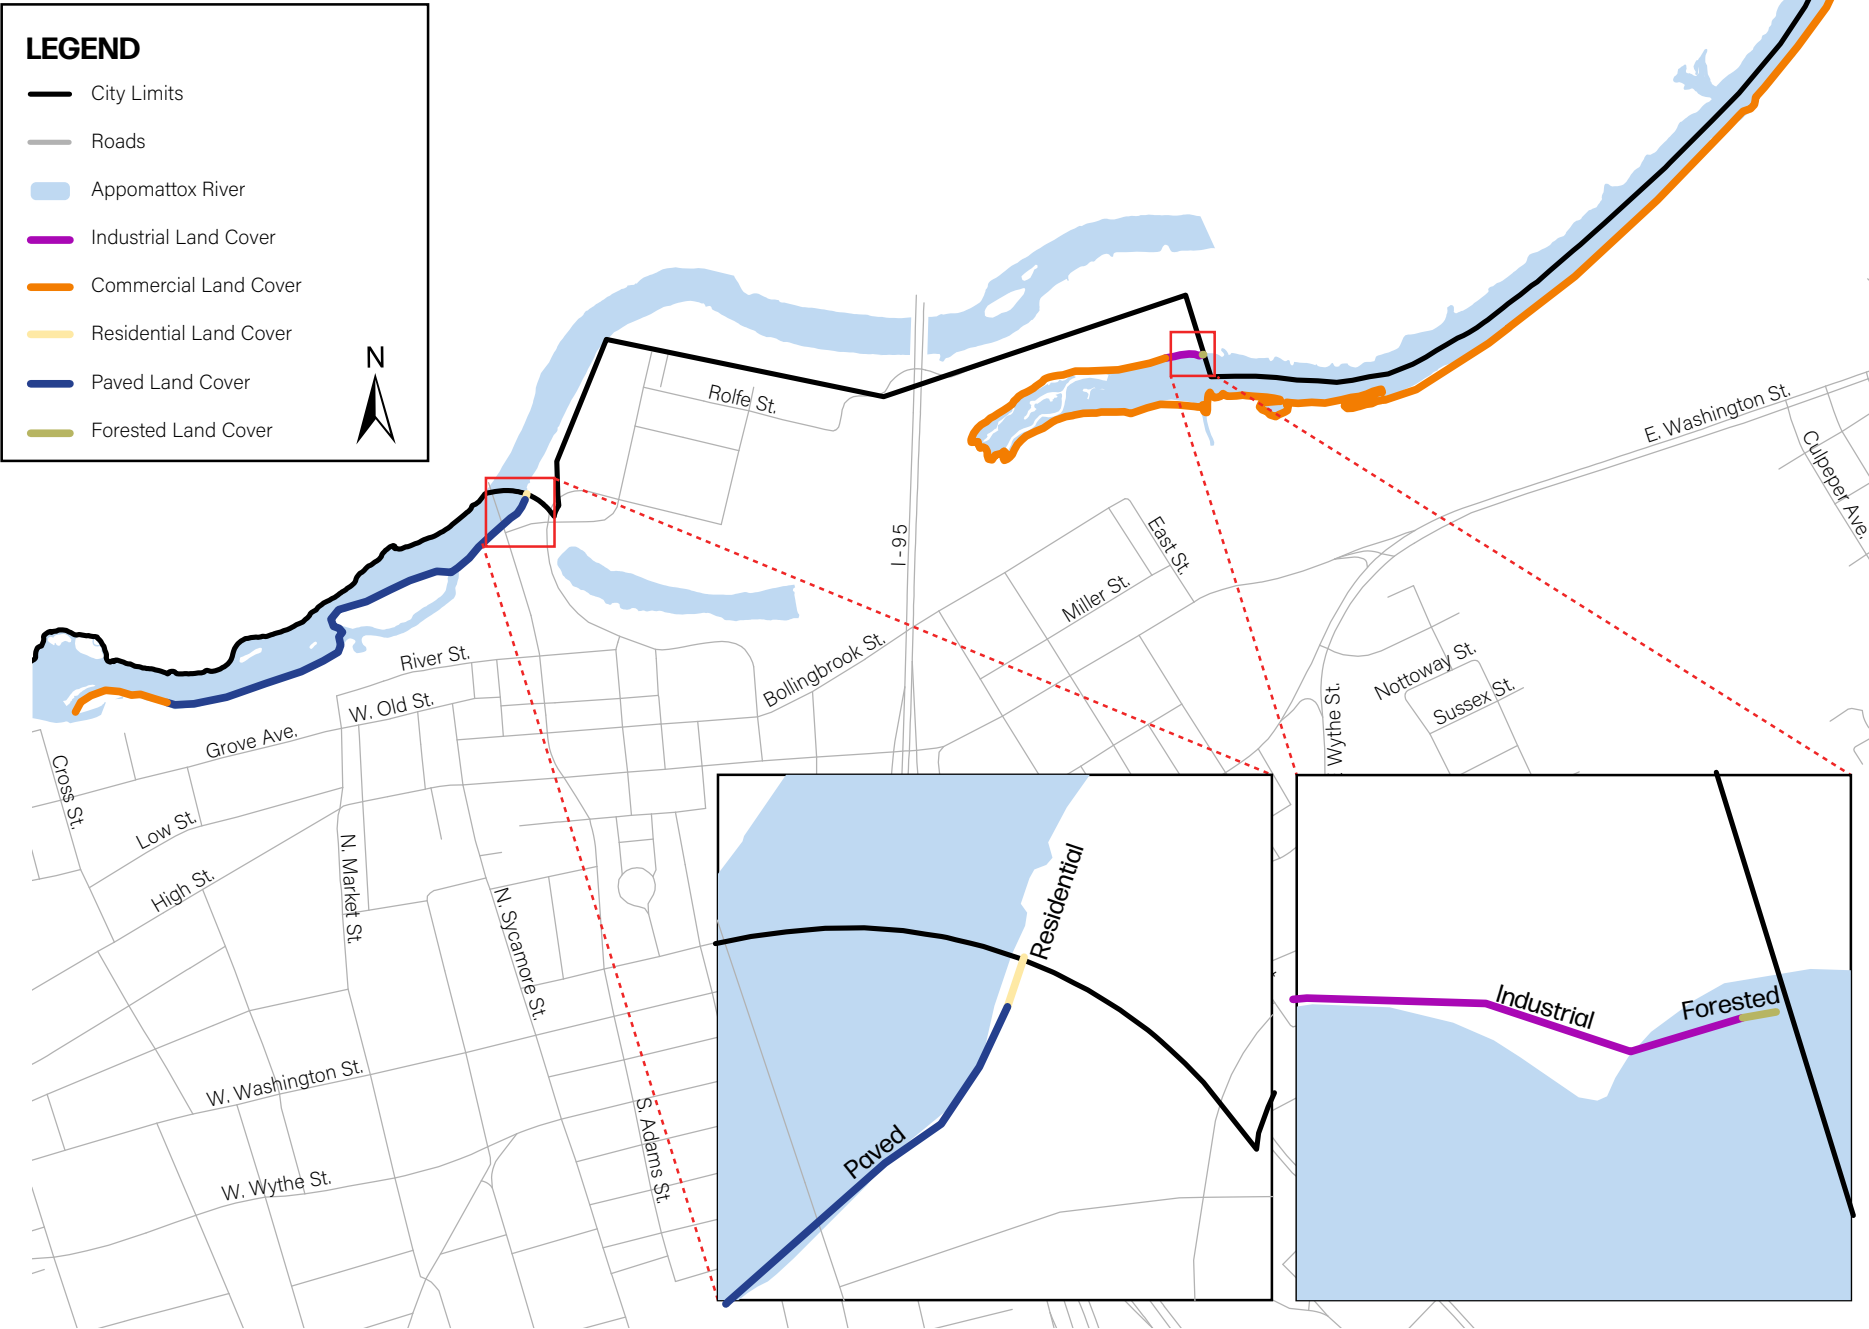 LEGEND
City Limits
Roads
Appomattox River
Industrial Land Cover
Commercial Land Cover
Residential Land Cover
Paved Land Cover
Forested Land Cover
N
Rolfe St.
I-95
E. Washington St.
Culpeper Ave.
East St.
Miller St.
Bollingbrook St.
Nottoway St.
Sussex St.
Wythe St.
River St.
W. Old St.
Grove Ave.
Cross St.
Low St.
High St.
N. Market St.
N. Sycamore St.
W. Washington St.
S. Adams St.
W. Wythe St.
Residential
Paved
Industrial
Forested